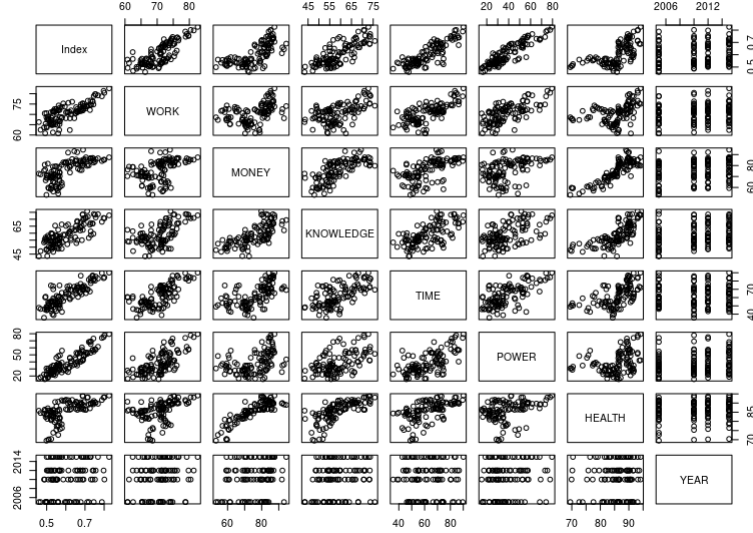 60 70 80
45 55 65 75
20 40 60 80
2006 2012
Index
0.5 0.7
60 75
WORK
MONEY
60 80
45 65
KNOWLEDGE
TIME
40 70
20 50 80
POWER
HEALTH
70 85
2006 2014
YEAR
0.5 0.7
60 80
40 60 80
70 80 90